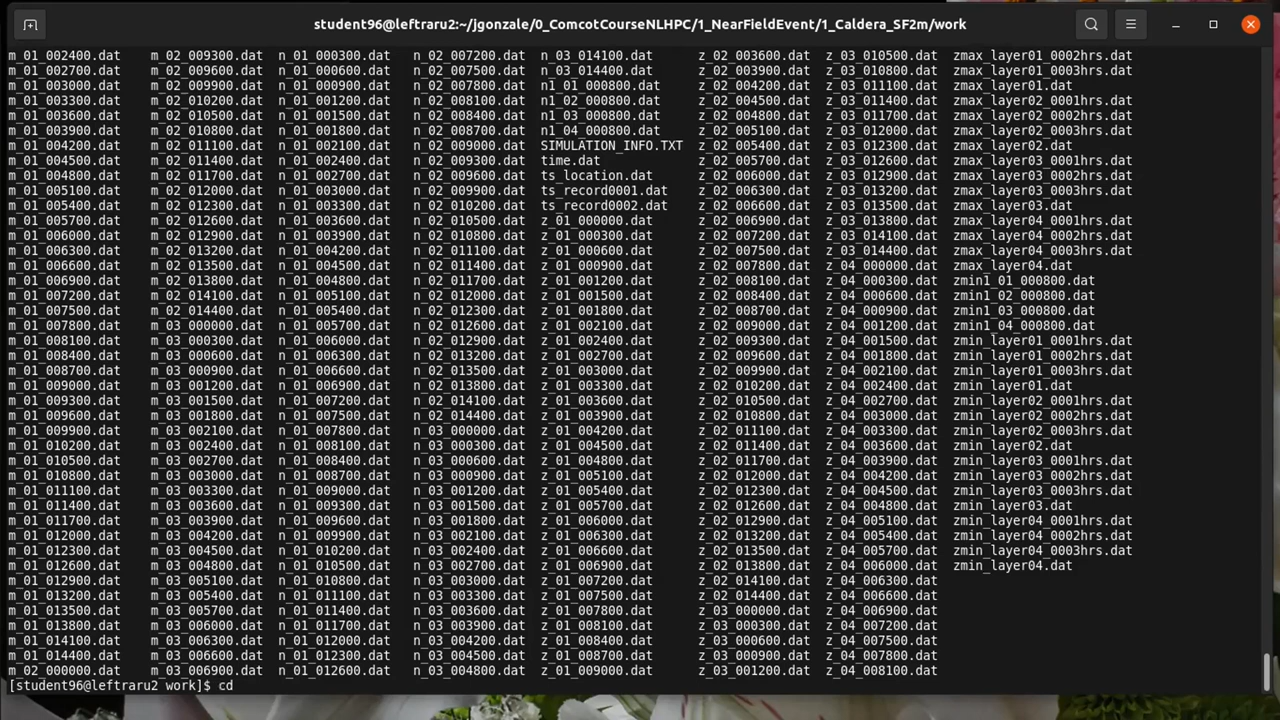 student96@leftraru2:~/jgonzale/0_ComcotCourseNLHPC/1_NearFieldEvent/1_Caldera_SF2m/work
m_01_002400.dat m_02_009300.dat n_01_000300.dat n_02_007200.dat n_03_014100.dat z_02_003600.dat z_03_010500.dat zmax_layer01_0002hrs.dat
m_01_002700.dat m_02_009600.dat n_01_000600.dat n_02_007500.dat n_03_014400.dat z_02_003900.dat z_03_010800.dat zmax_layer01_0003hrs.dat
m_01_003000.dat m_02_009900.dat n_01_000900.dat n_02_007800.dat n1_01_000800.dat z_02_004200.dat z_03_011100.dat zmax_layer01.dat
m_01_003300.dat m_02_010200.dat n_01_001200.dat n_02_008100.dat n1_02_000800.dat z_02_004500.dat z_03_011400.dat zmax_layer02_0001hrs.dat
m_01_003600.dat m_02_010500.dat n_01_001500.dat n_02_008400.dat n1_03_000800.dat z_02_004800.dat z_03_011700.dat zmax_layer02_0002hrs.dat
m_01_003900.dat m_02_010800.dat n_01_001800.dat n_02_008700.dat n1_04_000800.dat z_02_005100.dat z_03_012000.dat zmax_layer02_0003hrs.dat
m_01_004200.dat m_02_011100.dat n_01_002100.dat n_02_009000.dat SIMULATION_INFO.TXT z_02_005400.dat z_03_012300.dat zmax_layer02.dat
m_01_004500.dat m_02_011400.dat n_01_002400.dat n_02_009300.dat time.dat z_02_005700.dat z_03_012600.dat zmax_layer03_0001hrs.dat
m_01_004800.dat m_02_011700.dat n_01_002700.dat n_02_009600.dat ts_location.dat z_02_006000.dat z_03_012900.dat zmax_layer03_0002hrs.dat
m_01_005100.dat m_02_012000.dat n_01_003000.dat n_02_009900.dat ts_record0001.dat z_02_006300.dat z_03_013200.dat zmax_layer03_0003hrs.dat
m_01_005400.dat m_02_012300.dat n_01_003300.dat n_02_010200.dat ts_record0002.dat z_02_006600.dat z_03_013500.dat zmax_layer03.dat
m_01_005700.dat m_02_012600.dat n_01_003600.dat n_02_010500.dat z_01_000000.dat z_02_006900.dat z_03_013800.dat zmax_layer04_0001hrs.dat
m_01_006000.dat m_02_012900.dat n_01_003900.dat n_02_010800.dat z_01_000300.dat z_02_007200.dat z_03_014100.dat zmax_layer04_0002hrs.dat
m_01_006300.dat m_02_013200.dat n_01_004200.dat n_02_011100.dat z_01_000600.dat z_02_007500.dat z_03_014400.dat zmax_layer04_0003hrs.dat
m_01_006600.dat m_02_013500.dat n_01_004500.dat n_02_011400.dat z_01_000900.dat z_02_007800.dat z_04_000000.dat zmax_layer04.dat
m_01_006900.dat m_02_013800.dat n_01_004800.dat n_02_011700.dat z_01_001200.dat z_02_008100.dat z_04_000300.dat zmin1_01_000800.dat
m_01_007200.dat m_02_014100.dat n_01_005100.dat n_02_012000.dat z_01_001500.dat z_02_008400.dat z_04_000600.dat zmin1_02_000800.dat
m_01_007500.dat m_02_014400.dat n_01_005400.dat n_02_012300.dat z_01_001800.dat z_02_008700.dat z_04_000900.dat zmin1_03_000800.dat
m_01_007800.dat m_03_000000.dat n_01_005700.dat n_02_012600.dat z_01_002100.dat z_02_009000.dat z_04_001200.dat zmin1_04_000800.dat
m_01_008100.dat m_03_000300.dat n_01_006000.dat n_02_012900.dat z_01_002400.dat z_02_009300.dat z_04_001500.dat zmin_layer01_0001hrs.dat
m_01_008400.dat m_03_000600.dat n_01_006300.dat n_02_013200.dat z_01_002700.dat z_02_009600.dat z_04_001800.dat zmin_layer01_0002hrs.dat
m_01_008700.dat m_03_000900.dat n_01_006600.dat n_02_013500.dat z_01_003000.dat z_02_009900.dat z_04_002100.dat zmin_layer01_0003hrs.dat
m_01_009000.dat m_03_001200.dat n_01_006900.dat n_02_013800.dat z_01_003300.dat z_02_010200.dat z_04_002400.dat zmin_layer01.dat
m_01_009300.dat m_03_001500.dat n_01_007200.dat n_02_014100.dat z_01_003600.dat z_02_010500.dat z_04_002700.dat zmin_layer02_0001hrs.dat
m_01_009600.dat m_03_001800.dat n_01_007500.dat n_02_014400.dat z_01_003900.dat z_02_010800.dat z_04_003000.dat zmin_layer02_0002hrs.dat
m_01_009900.dat m_03_002100.dat n_01_007800.dat n_03_000000.dat z_01_004200.dat z_02_011100.dat z_04_003300.dat zmin_layer02_0003hrs.dat
m_01_010200.dat m_03_002400.dat n_01_008100.dat n_03_000300.dat z_01_004500.dat z_02_011400.dat z_04_003600.dat zmin_layer02.dat
m_01_010500.dat m_03_002700.dat n_01_008400.dat n_03_000600.dat z_01_004800.dat z_02_011700.dat z_04_003900.dat zmin_layer03_0001hrs.dat
m_01_010800.dat m_03_003000.dat n_01_008700.dat n_03_000900.dat z_01_005100.dat z_02_012000.dat z_04_004200.dat zmin_layer03_0002hrs.dat
m_01_011100.dat m_03_003300.dat n_01_009000.dat n_03_001200.dat z_01_005400.dat z_02_012300.dat z_04_004500.dat zmin_layer03_0003hrs.dat
m_01_011400.dat m_03_003600.dat n_01_009300.dat n_03_001500.dat z_01_005700.dat z_02_012600.dat z_04_004800.dat zmin_layer03.dat
m_01_011700.dat m_03_003900.dat n_01_009600.dat n_03_001800.dat z_01_006000.dat z_02_012900.dat z_04_005100.dat zmin_layer04_0001hrs.dat
m_01_012000.dat m_03_004200.dat n_01_009900.dat n_03_002100.dat z_01_006300.dat z_02_013200.dat z_04_005400.dat zmin_layer04_0002hrs.dat
m_01_012300.dat m_03_004500.dat n_01_010200.dat n_03_002400.dat z_01_006600.dat z_02_013500.dat z_04_005700.dat zmin_layer04_0003hrs.dat
m_01_012600.dat m_03_004800.dat n_01_010500.dat n_03_002700.dat z_01_006900.dat z_02_013800.dat z_04_006000.dat zmin_layer04.dat
m_01_012900.dat m_03_005100.dat n_01_010800.dat n_03_003000.dat z_01_007200.dat z_02_014100.dat z_04_006300.dat
m_01_013200.dat m_03_005400.dat n_01_011100.dat n_03_003300.dat z_01_007500.dat z_02_014400.dat z_04_006600.dat
m_01_013500.dat m_03_005700.dat n_01_011400.dat n_03_003600.dat z_01_007800.dat z_03_000000.dat z_04_006900.dat
m_01_013800.dat m_03_006000.dat n_01_011700.dat n_03_003900.dat z_01_008100.dat z_03_000300.dat z_04_007200.dat
m_01_014100.dat m_03_006300.dat n_01_012000.dat n_03_004200.dat z_01_008400.dat z_03_000600.dat z_04_007500.dat
m_01_014400.dat m_03_006600.dat n_01_012300.dat n_03_004500.dat z_01_008700.dat z_03_000900.dat z_04_007800.dat
m_02_000000.dat m_03_006900.dat n_01_012600.dat n_03_004800.dat z_01_009000.dat z_03_001200.dat z_04_008100.dat
[student96@leftraru2 work]$ cd